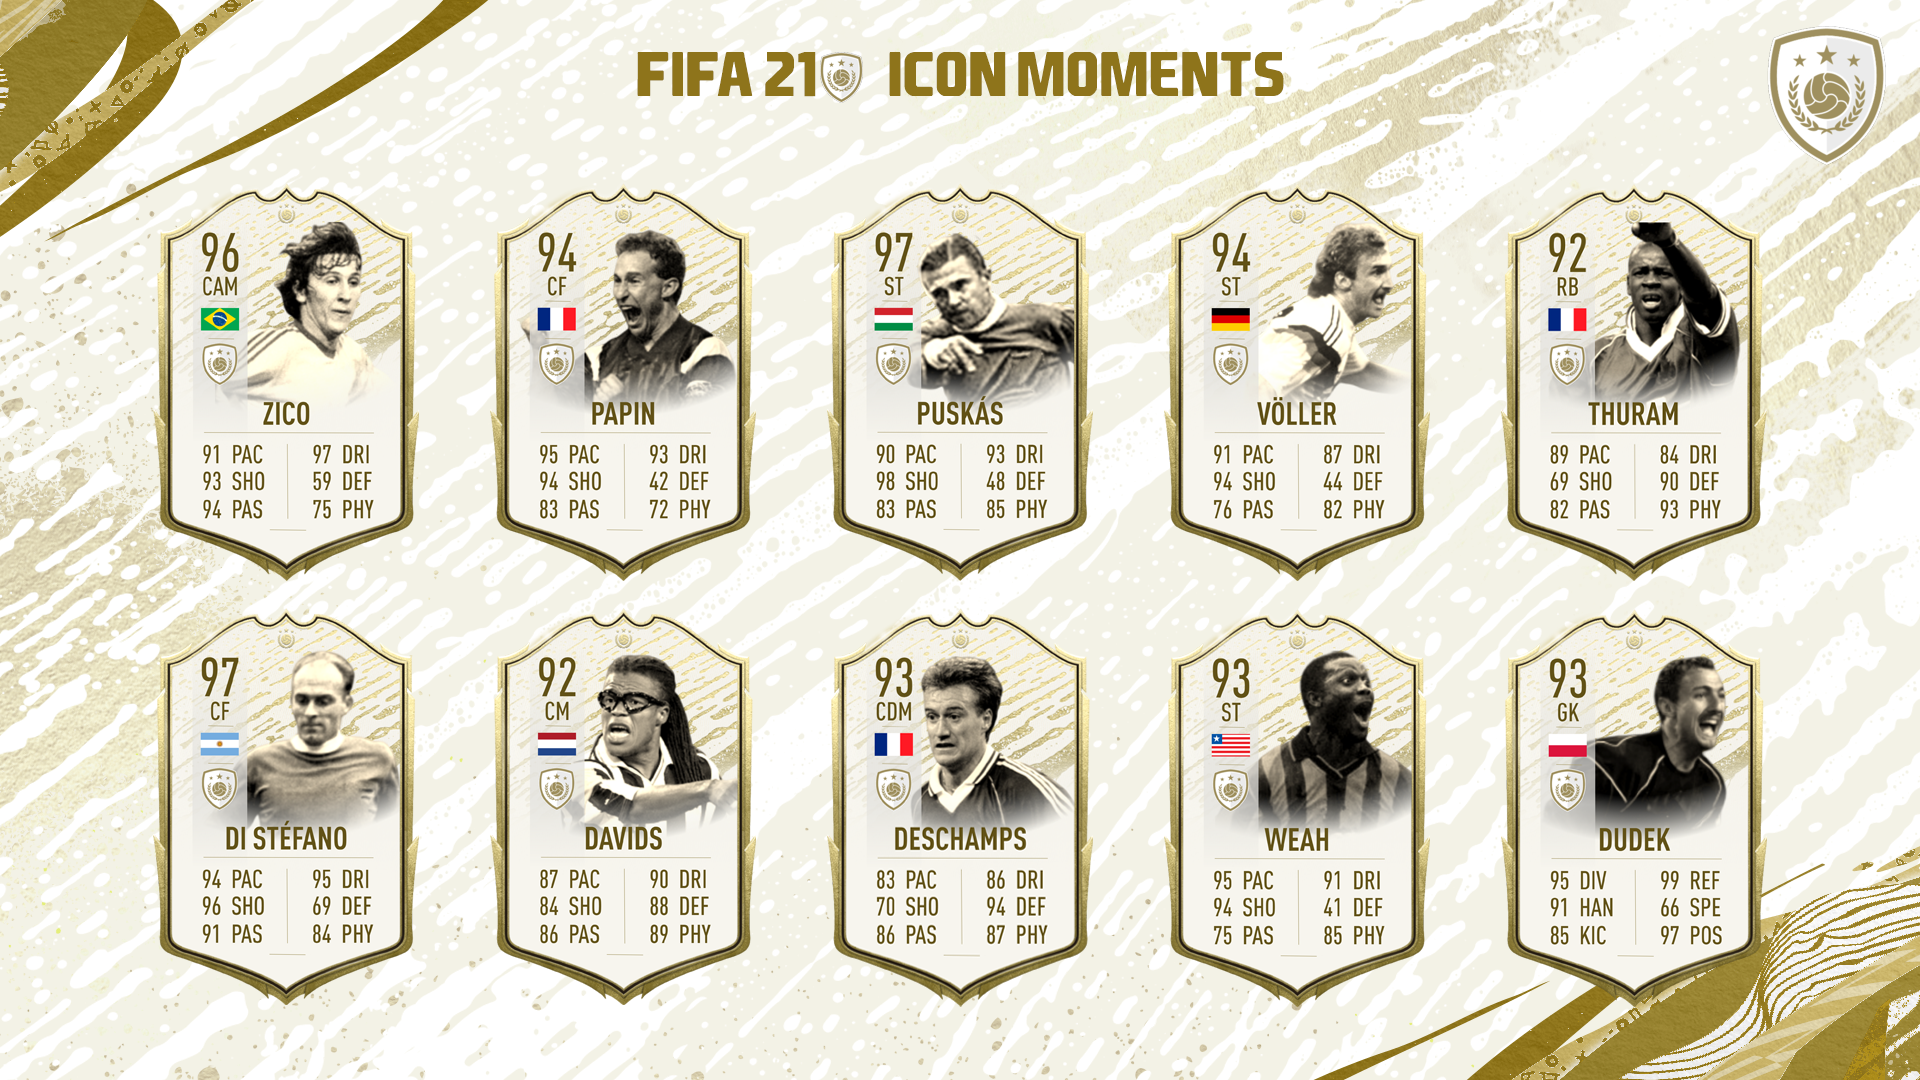 FIFA 21 ICON MOMENTS
96
CAM
ZICO
91 PAC 97 DRI
93 SHO 59 DEF
94 PAS 75 PHY
94
CF
PAPIN
95 PAC 93 DRI
94 SHO 42 DEF
83 PAS 72 PHY
97
ST
PUSKÁS
90 PAC 93 DRI
98 SHO 48 DEF
83 PAS 85 PHY
94
ST
VÖLLER
91 PAC 87 DRI
94 SHO 44 DEF
76 PAS 82 PHY
92
RB
THURAM
89 PAC 84 DRI
69 SHO 90 DEF
82 PAS 93 PHY
97
CF
DI STÉFANO
94 PAC 95 DRI
96 SHO 69 DEF
91 PAS 84 PHY
92
CM
DAVIDS
87 PAC 90 DRI
84 SHO 88 DEF
86 PAS 89 PHY
93
CDM
DESCHAMPS
83 PAC 86 DRI
70 SHO 94 DEF
86 PAS 87 PHY
93
ST
WEAH
95 PAC 91 DRI
94 SHO 41 DEF
75 PAS 85 PHY
93
GK
DUDEK
95 DIV 99 REF
91 HAN 66 SPE
85 KIC 97 POS